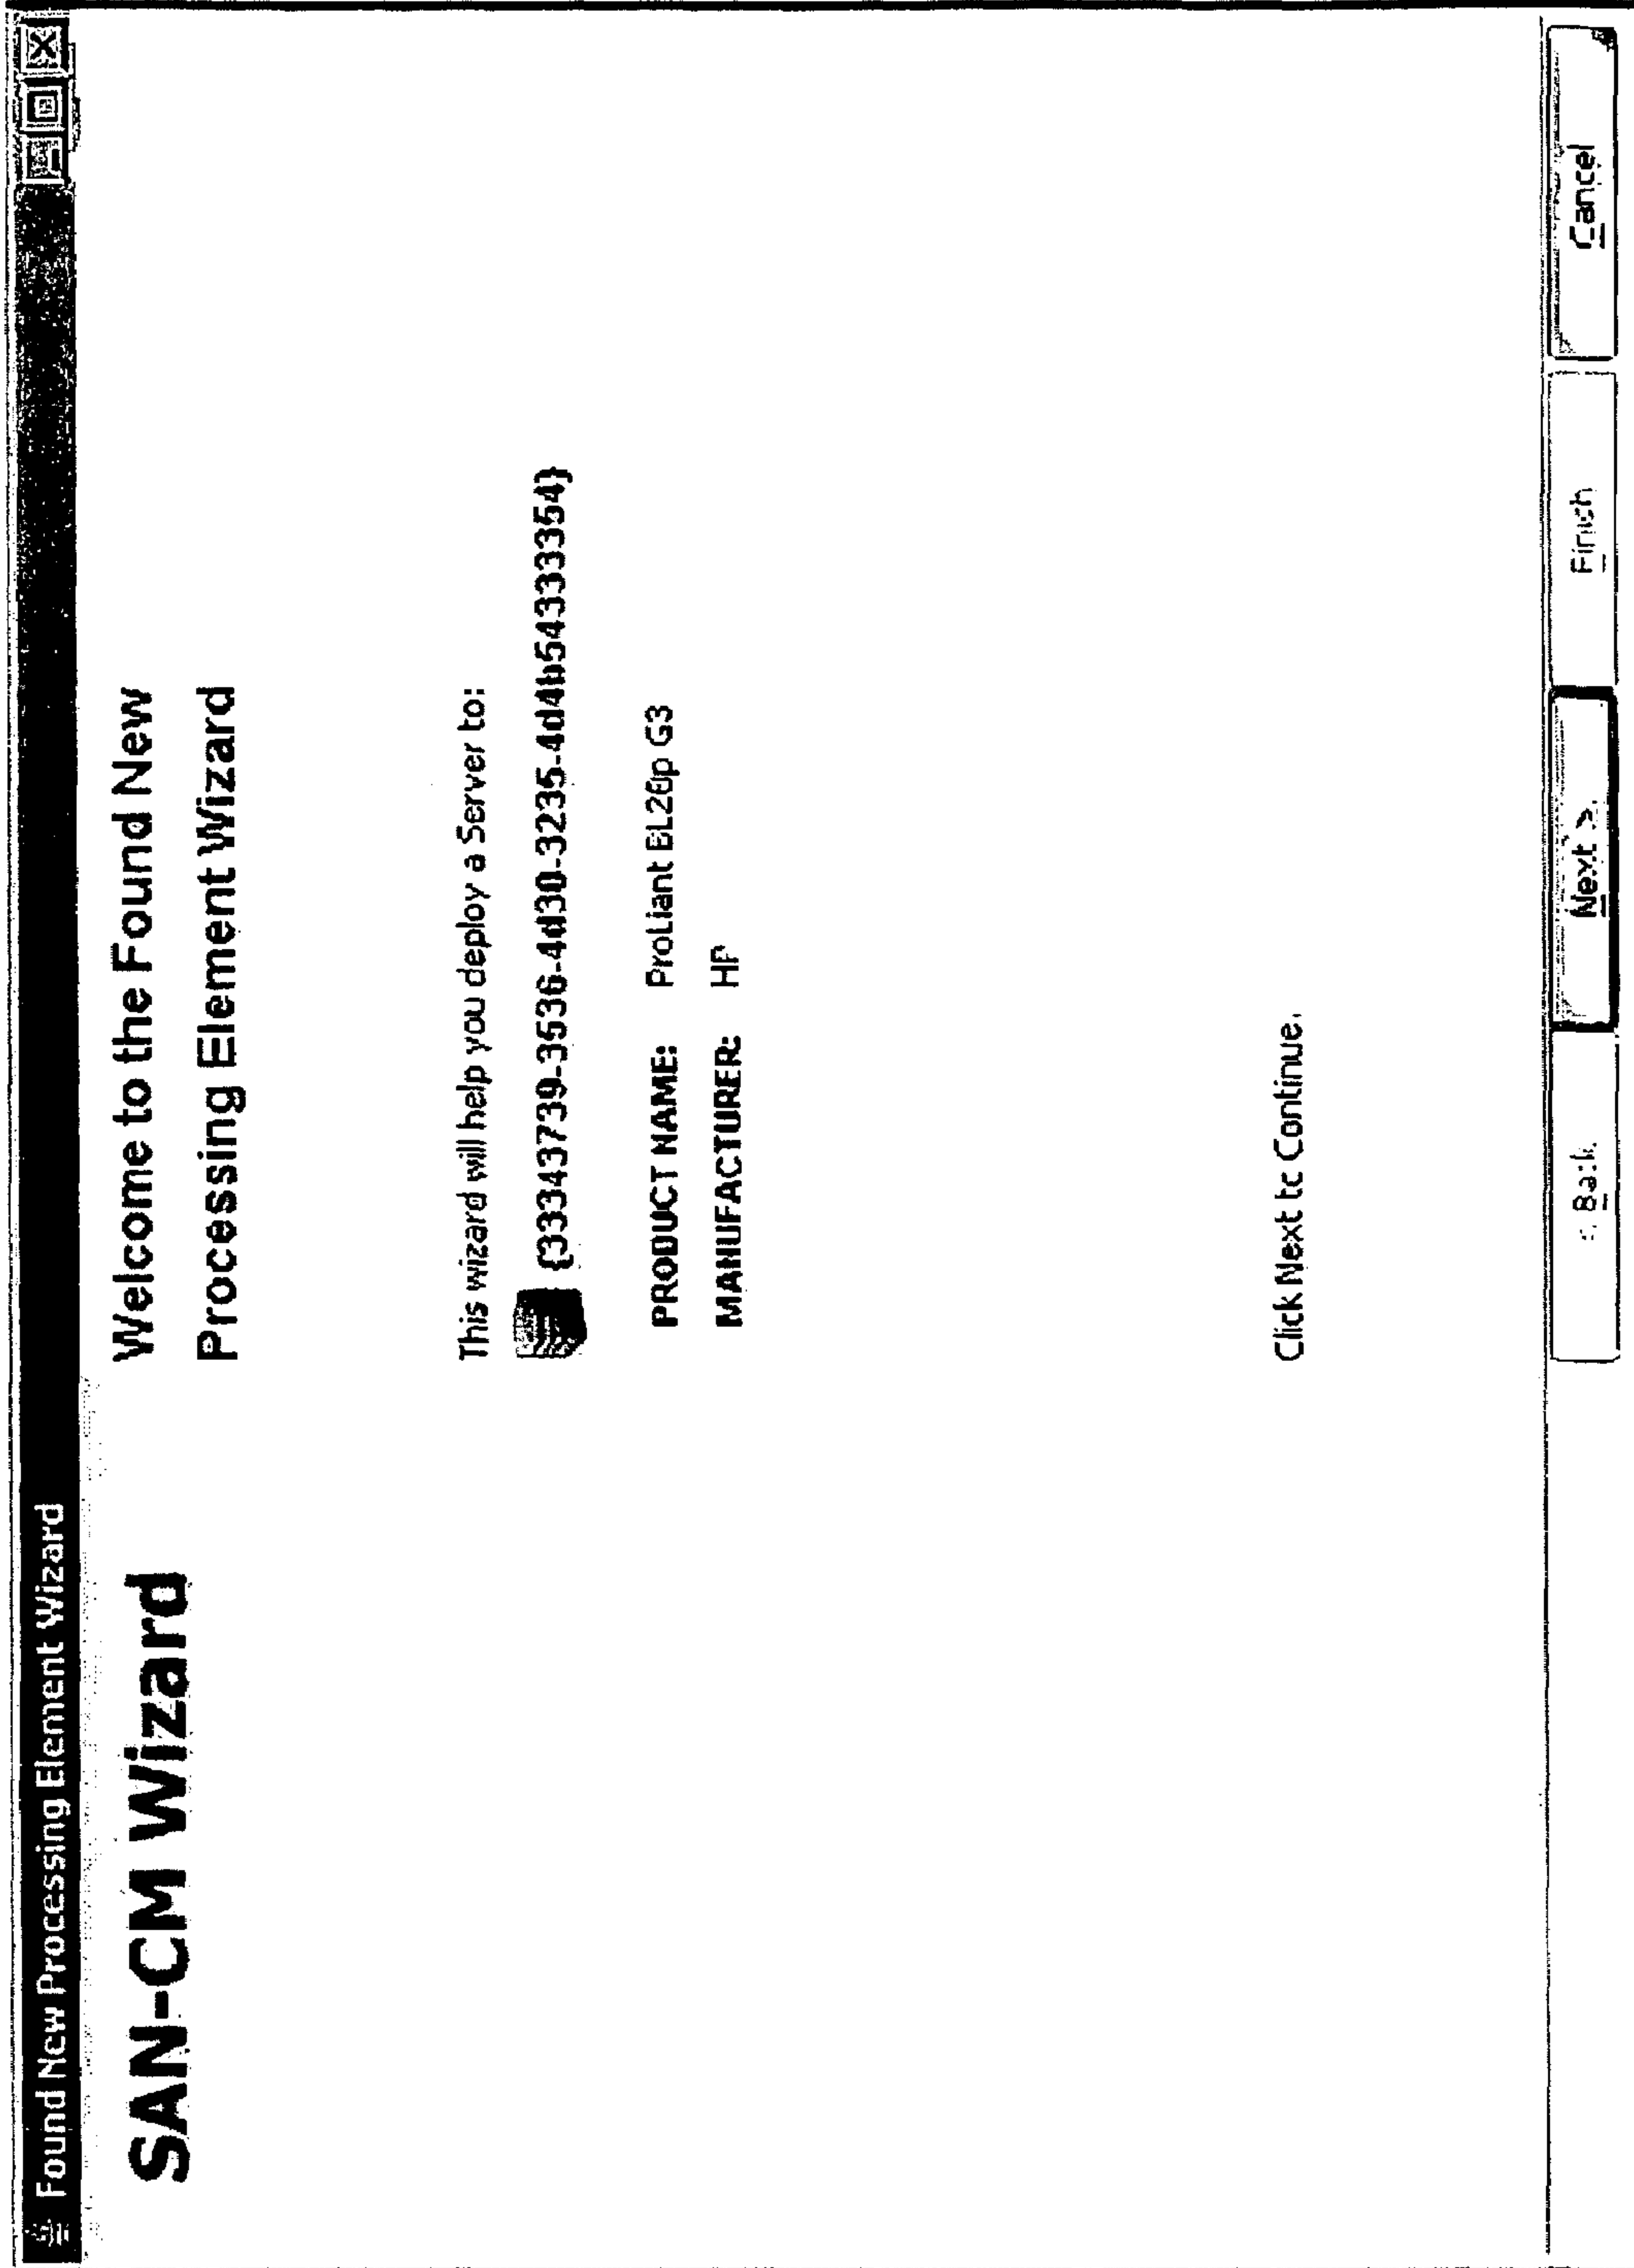 Found New Processing Element Wizard
SAN-CM Wizard
Welcome to the Found New
Processing Element Wizard
This wizard will help you deploy a Server to:
{33343739-3536-4d30-3235-4d4b54333354}
PRODUCT NAME: ProLiant BL20p G3
MANUFACTURER: HP
Click Next to Continue.
< Back
Next >
Finish
Cancel